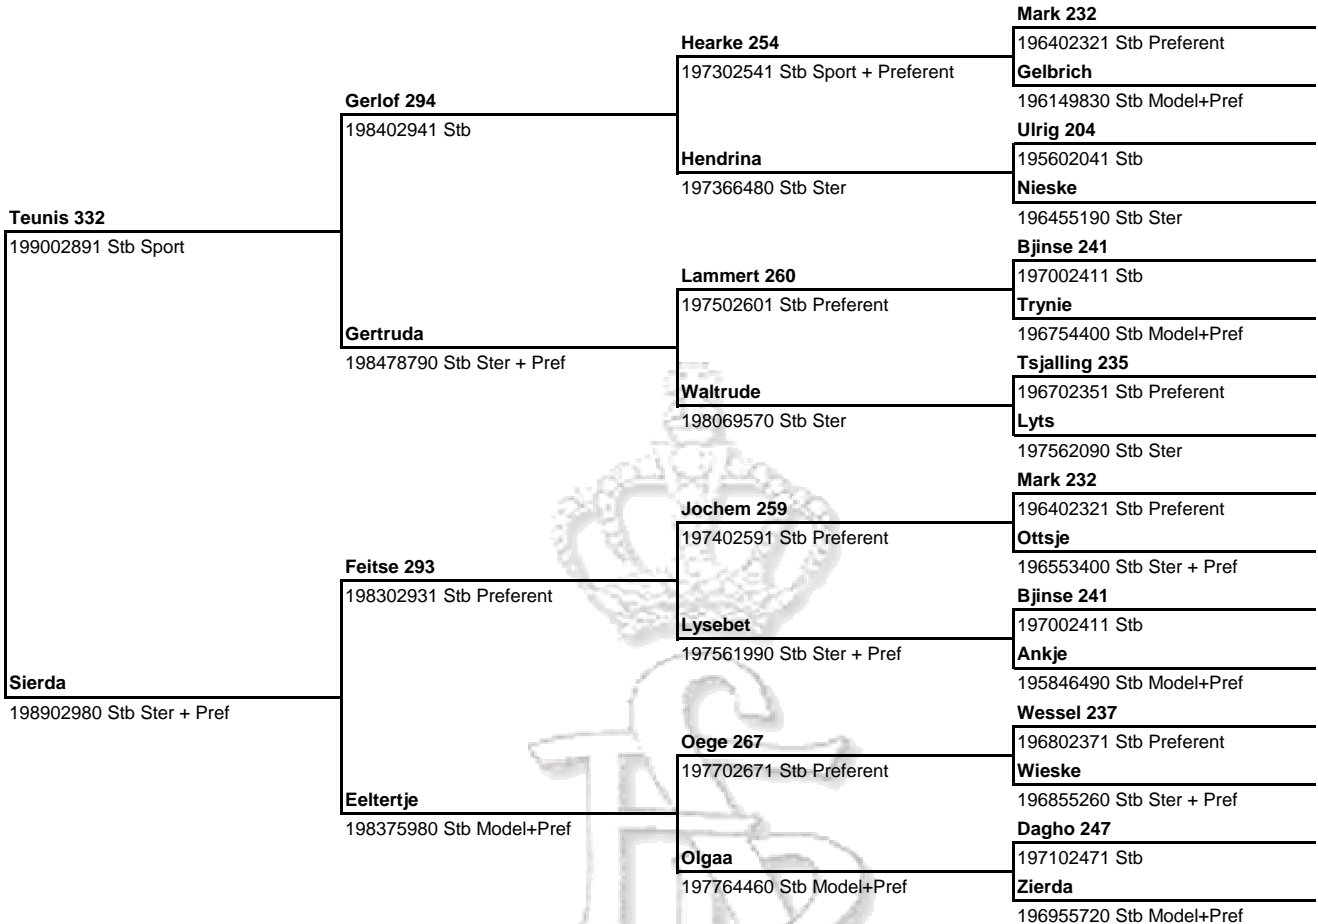 Mark 232
Hearke 254
196402321 Stb Preferent
197302541 Stb Sport + Preferent
Gelbrich
Gerlof 294
196149830 Stb Model+Pref
198402941 Stb
Ulrig 204
Hendrina
195602041 Stb
197366480 Stb Ster
Nieske
Teunis 332
196455190 Stb Ster
199002891 Stb Sport
Bjinse 241
Lammert 260
197002411 Stb
197502601 Stb Preferent
Trynie
Gertruda
196754400 Stb Model+Pref
198478790 Stb Ster + Pref
Tsjalling 235
Waltrude
196702351 Stb Preferent
198069570 Stb Ster
Lyts
197562090 Stb Ster
Mark 232
Jochem 259
196402321 Stb Preferent
197402591 Stb Preferent
Ottsje
Feitse 293
196553400 Stb Ster + Pref
198302931 Stb Preferent
Bjinse 241
Lysebet
197002411 Stb
197561990 Stb Ster + Pref
Ankje
Sierda
195846490 Stb Model+Pref
198902980 Stb Ster + Pref
Wessel 237
Oege 267
196802371 Stb Preferent
197702671 Stb Preferent
Wieske
Eeltertje
196855260 Stb Ster + Pref
198375980 Stb Model+Pref
Dagho 247
Olgaa
197102471 Stb
197764460 Stb Model+Pref
Zierda
196955720 Stb Model+Pref